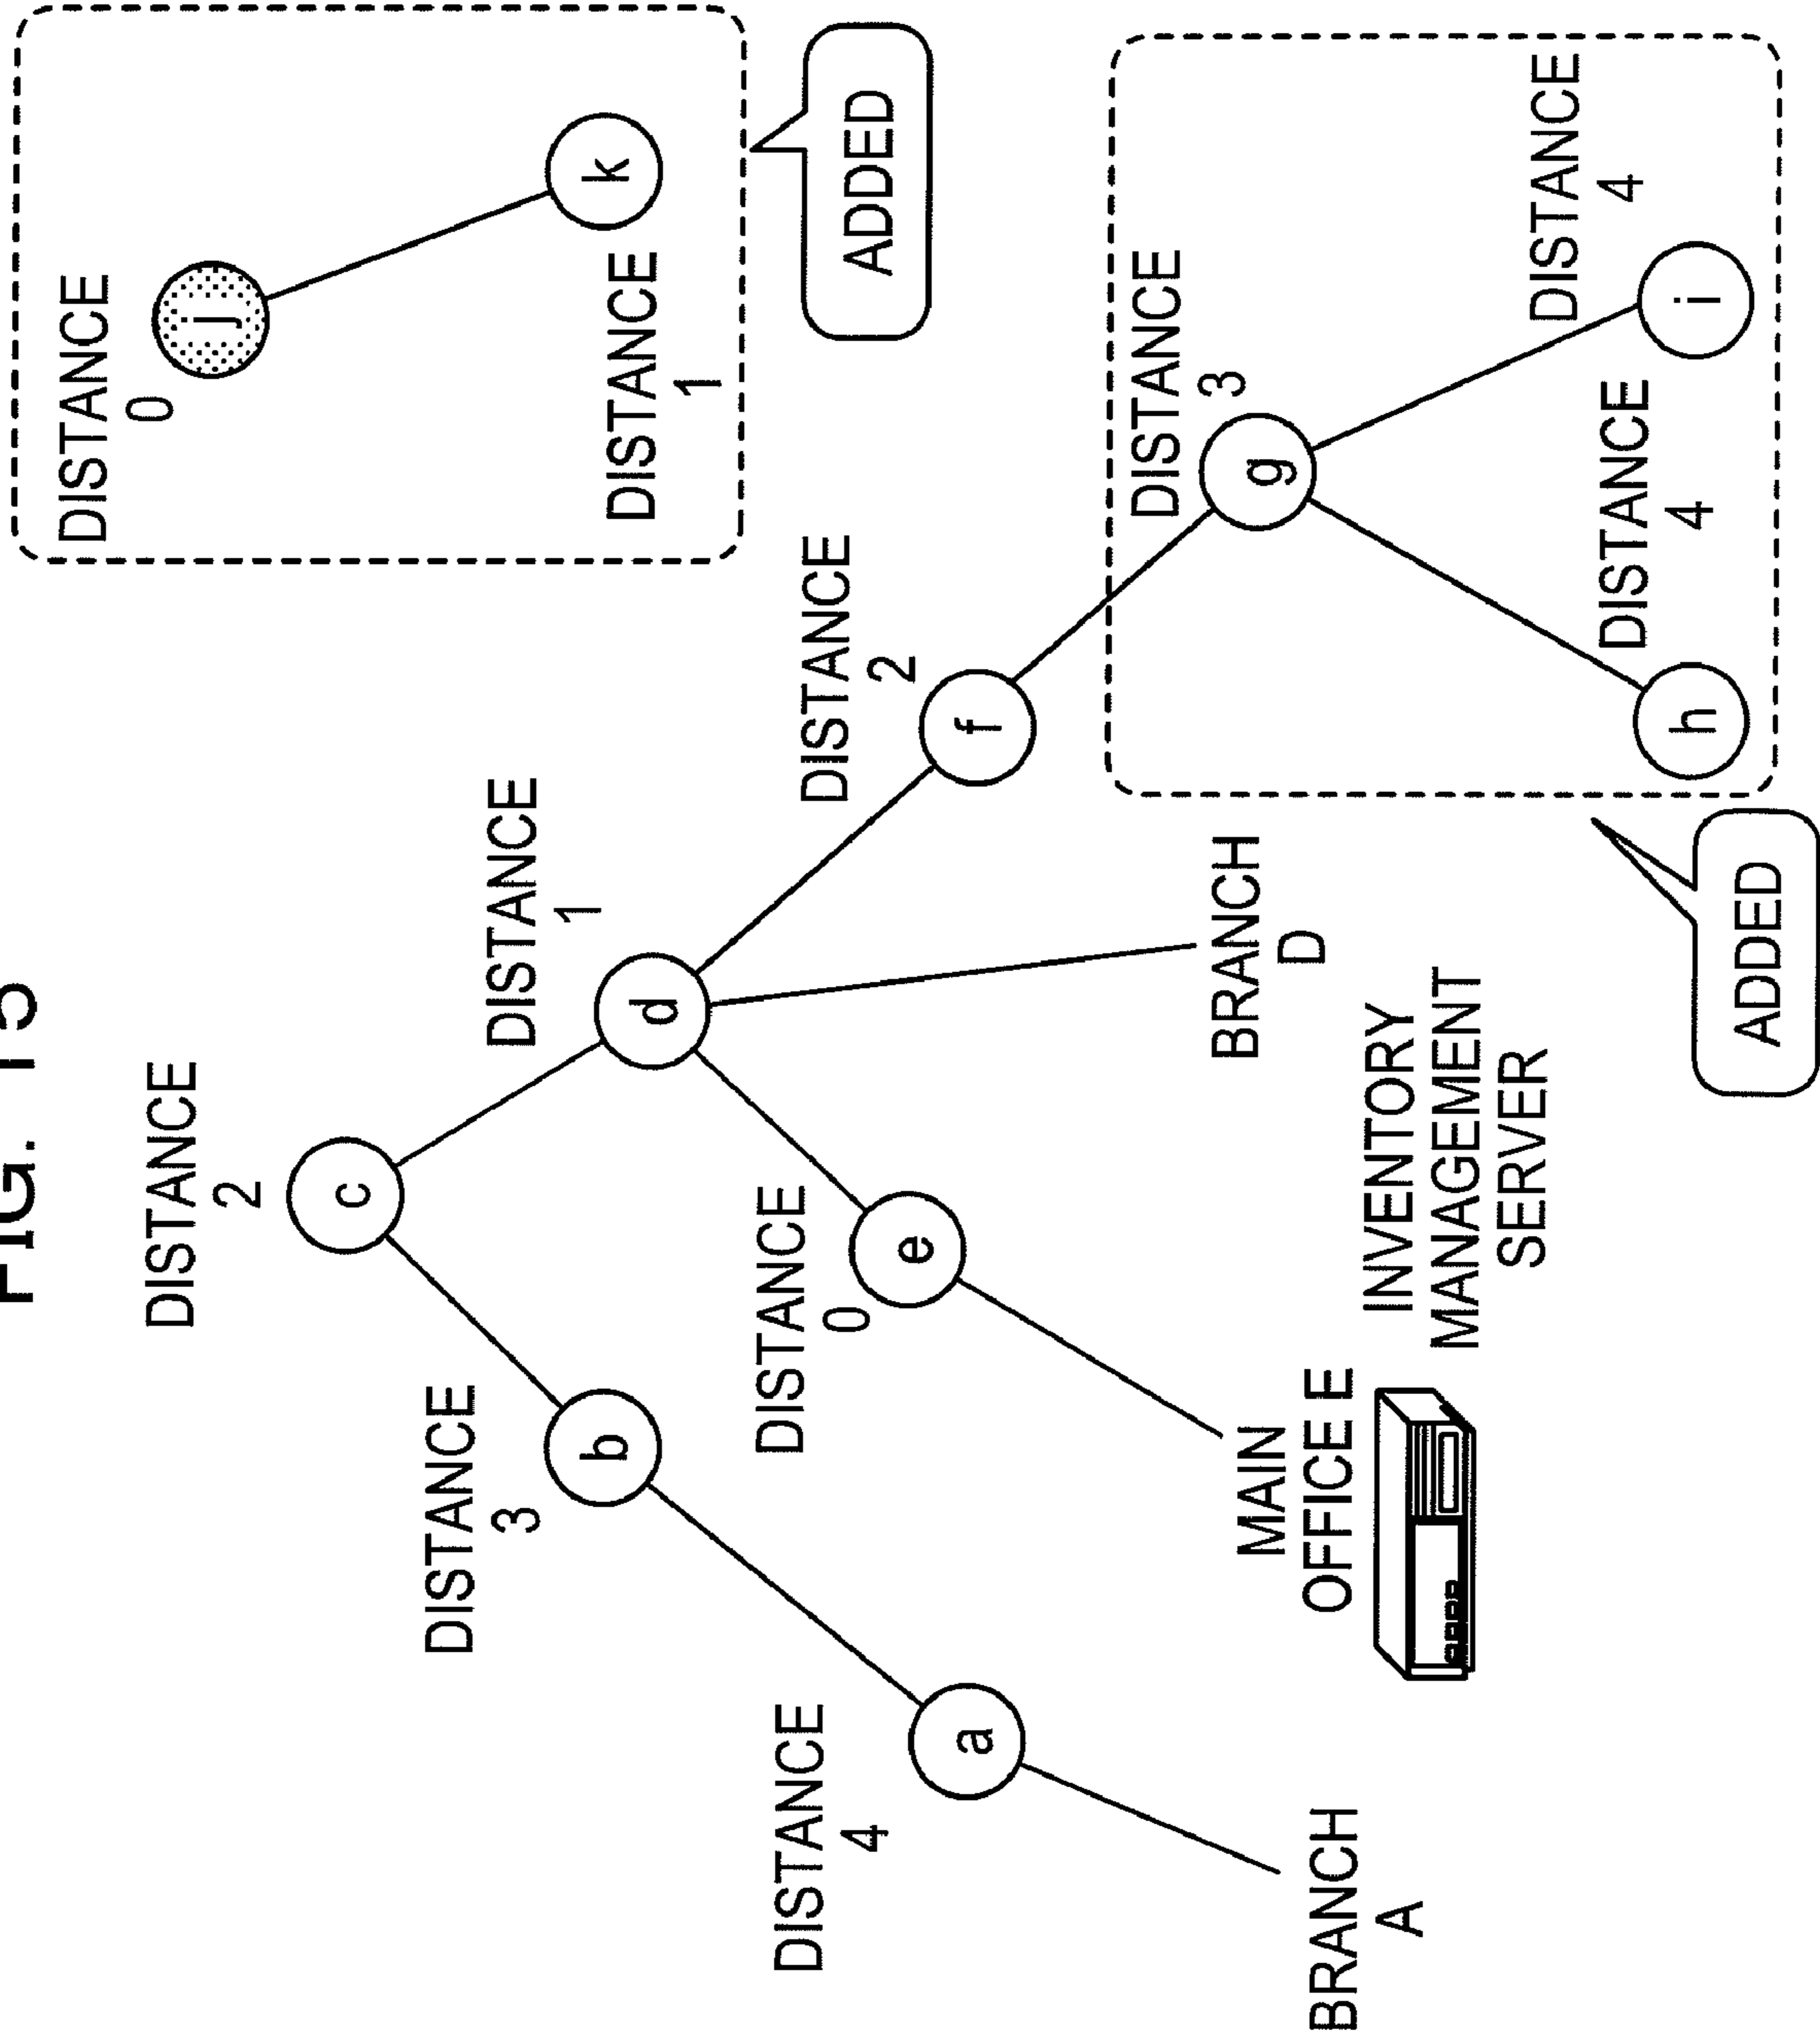 FIG.
DISTANCE
0
j
DISTANCE
2
c
DISTANCE
3
b
DISTANCE
1
d
DISTANCE
1
k
DISTANCE
0
e
DISTANCE
4
a
DISTANCE
2
f
ADDED
DISTANCE
3
g
BRANCH
D
MAIN
OFFICE E
BRANCH
A
INVENTORY
MANAGEMENT
SERVER
DISTANCE
4
i
DISTANCE
4
h
ADDED